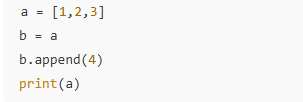 a = [1,2,3]
b = a
b.append(4)
print(a)